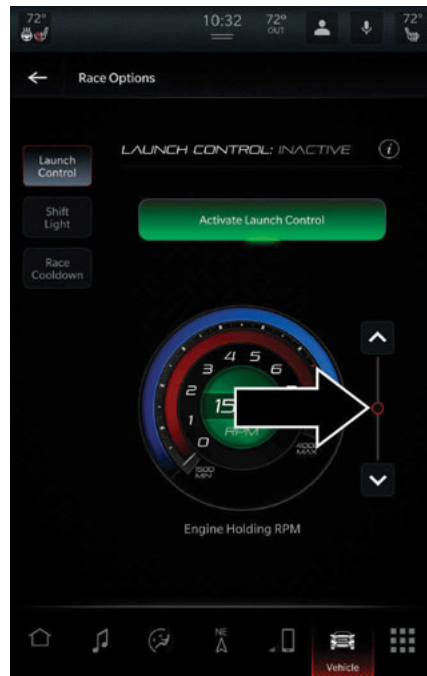 72°
10:32
72°
OUT
72°
Race Options
LAUNCH CONTROL: INACTIVE
i
Launch
Control
Activate Launch Control
Shift
Light
Race
Cooldown
4 5
3 6
2
15
1
RPM
0
1500
MIN
MAX
Engine Holding RPM
NE
A
Vehicle